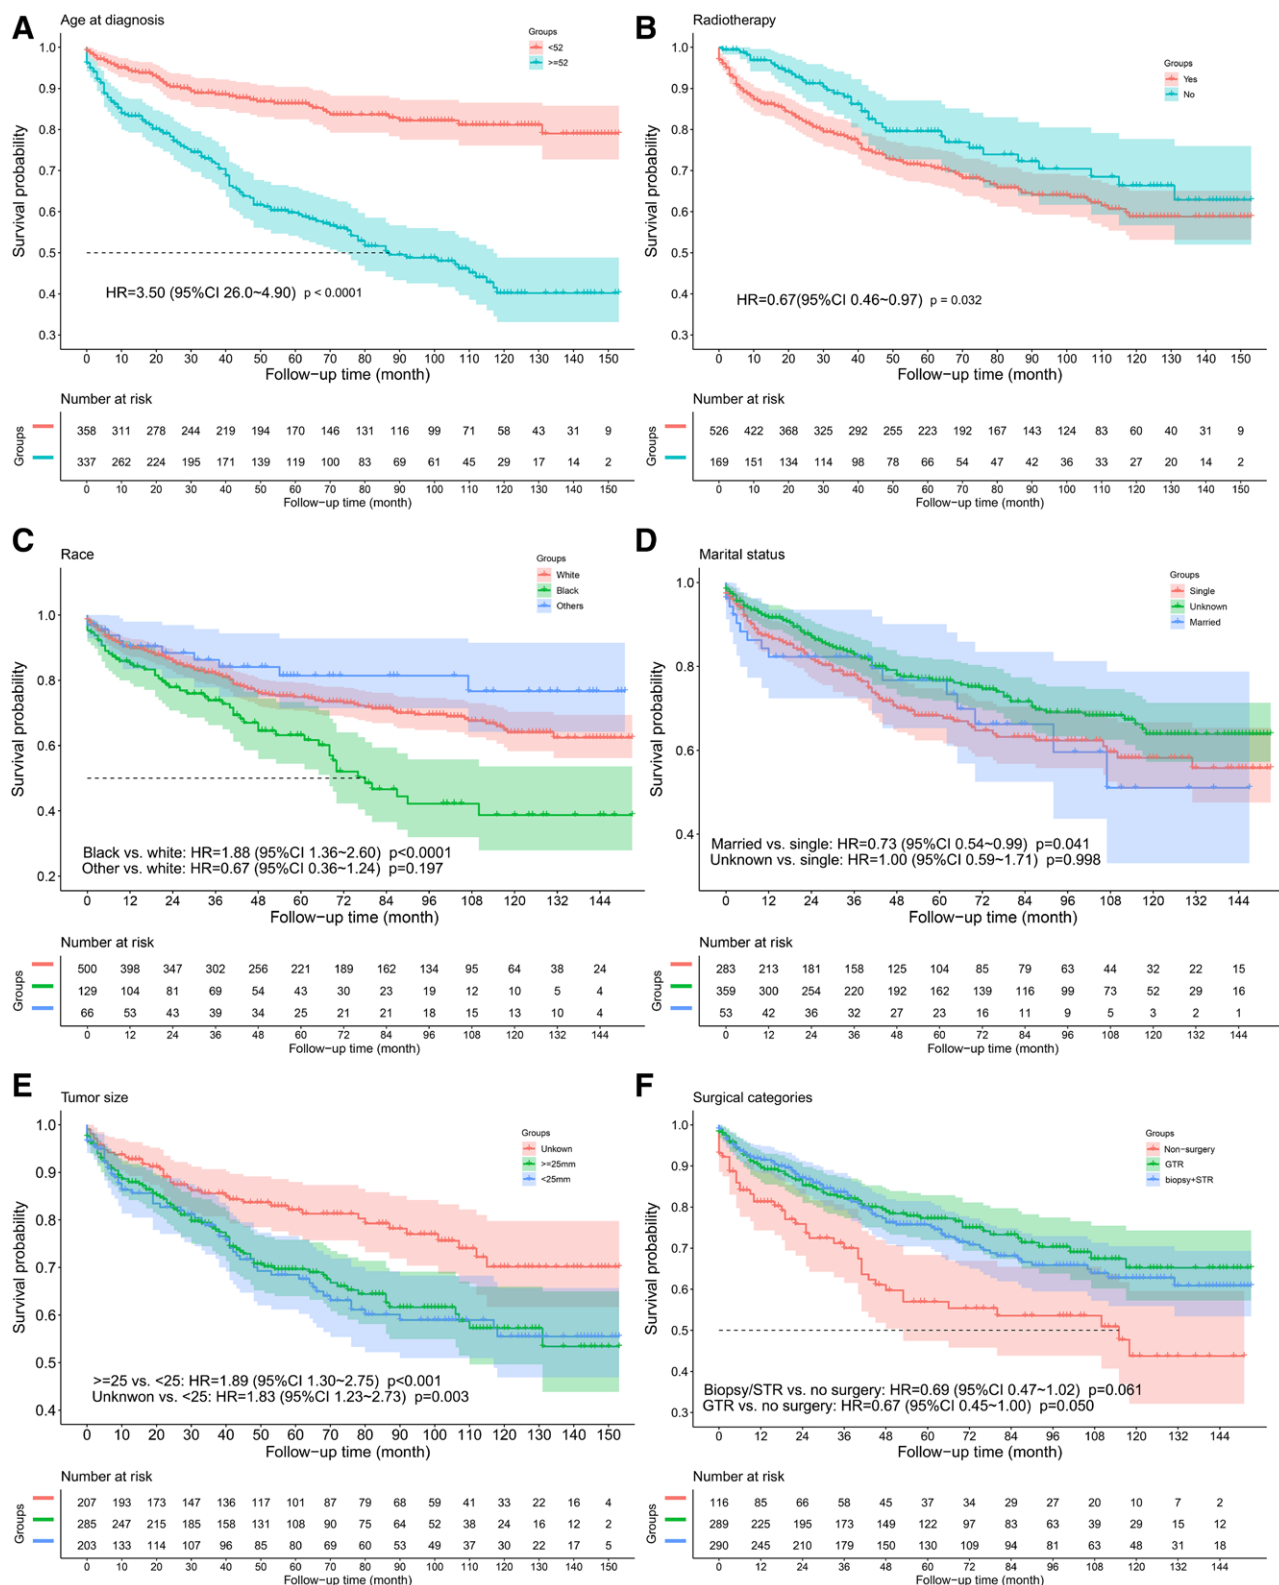 A
Age at diagnosis
Groups
<52
>=52
Survival probability
1.0
0.9
0.8
0.7
0.6
0.5
0.4
0.3
HR=3.50 (95%CI 26.0~4.90) p < 0.0001
0 10 20 30 40 50 60 70 80 90 100 110 120 130 140 150
Follow-up time (month)
Number at risk
Groups
358 311 278 244 219 194 170 146 131 116 99 71 58 43 31 9
337 262 224 195 171 139 119 100 83 69 61 45 29 17 14 2
0 10 20 30 40 50 60 70 80 90 100 110 120 130 140 150
Follow-up time (month)
B
Radiotherapy
Groups
Yes
No
Survival probability
1.0
0.9
0.8
0.7
0.6
0.5
0.4
0.3
HR=0.67(95%CI 0.46~0.97) p = 0.032
0 10 20 30 40 50 60 70 80 90 100 110 120 130 140 150
Follow-up time (month)
Number at risk
Groups
526 422 368 325 292 255 223 192 167 143 124 83 60 40 31 9
169 151 134 114 98 78 66 54 47 42 36 33 27 20 14 2
0 10 20 30 40 50 60 70 80 90 100 110 120 130 140 150
Follow-up time (month)
C
Race
Groups
White
Black
Others
Survival probability
1.0
0.8
0.6
0.4
0.2
Black vs. white: HR=1.88 (95%CI 1.36~2.60) p<0.0001
Other vs. white: HR=0.67 (95%CI 0.36~1.24) p=0.197
0 12 24 36 48 60 72 84 96 108 120 132 144
Follow-up time (month)
Number at risk
Groups
500 398 347 302 256 221 189 162 134 95 64 38 24
129 104 81 69 54 43 30 23 19 12 10 5 4
66 53 43 39 34 25 21 21 18 15 13 10 4
0 12 24 36 48 60 72 84 96 108 120 132 144
Follow-up time (month)
D
Marital status
Groups
Single
Unknown
Married
Survival probability
1.0
0.8
0.6
0.4
Married vs. single: HR=0.73 (95%CI 0.54~0.99) p=0.041
Unknown vs. single: HR=1.00 (95%CI 0.59~1.71) p=0.998
0 12 24 36 48 60 72 84 96 108 120 132 144
Follow-up time (month)
Number at risk
Groups
283 213 181 158 125 104 85 79 63 44 32 22 15
359 300 254 220 192 162 139 116 99 73 52 29 16
53 42 36 32 27 23 16 11 9 5 3 2 1
0 12 24 36 48 60 72 84 96 108 120 132 144
Follow-up time (month)
E
Tumor size
Groups
Unkown
>=25mm
<25mm
Survival probability
1.0
0.9
0.8
0.7
0.6
0.5
0.4
>=25 vs. <25: HR=1.89 (95%CI 1.30~2.75) p<0.001
Unknwon vs. <25: HR=1.83 (95%CI 1.23~2.73) p=0.003
0 10 20 30 40 50 60 70 80 90 100 110 120 130 140 150
Follow-up time (month)
Number at risk
Groups
207 193 173 147 136 117 101 87 79 68 59 41 33 22 16 4
285 247 215 185 158 131 108 90 75 64 52 38 24 16 12 2
203 133 114 107 96 85 80 69 60 53 49 37 30 22 17 5
0 10 20 30 40 50 60 70 80 90 100 110 120 130 140 150
Follow-up time (month)
F
Surgical categories
Groups
Non-surgery
GTR
biopsy+STR
Survival probability
1.0
0.9
0.8
0.7
0.6
0.5
0.4
0.3
Biopsy/STR vs. no surgery: HR=0.69 (95%CI 0.47~1.02) p=0.061
GTR vs. no surgery: HR=0.67 (95%CI 0.45~1.00) p=0.050
0 12 24 36 48 60 72 84 96 108 120 132 144
Follow-up time (month)
Number at risk
Groups
116 85 66 58 45 37 34 29 27 20 10 7 2
289 225 195 173 149 122 97 83 63 39 29 15 12
290 245 210 179 150 130 109 94 81 63 48 31 18
0 12 24 36 48 60 72 84 96 108 120 132 144
Follow-up time (month)